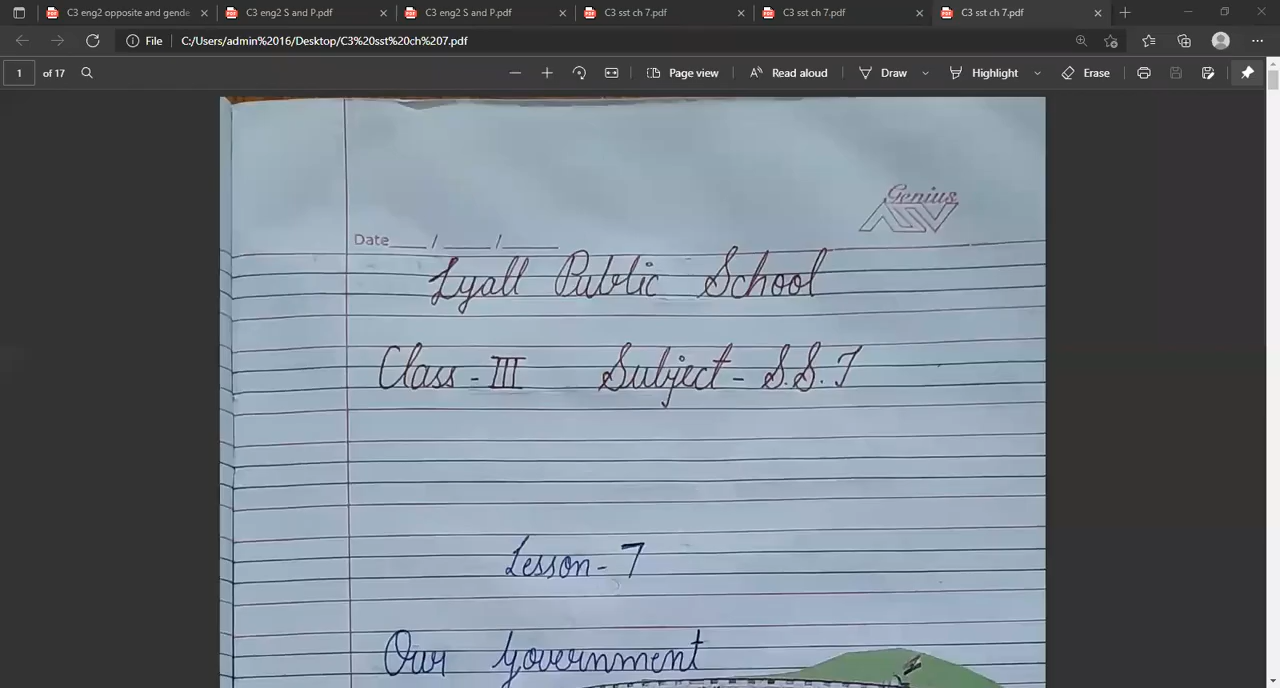 C3 eng2 opposite and gende
C3 eng2 S and P.pdf
C3 eng2 S and P.pdf
C3 sst ch 7.pdf
C3 sst ch 7.pdf
C3 sst ch 7.pdf
File C:/Users/admin%2016/Desktop/C3%20sst%20ch%207.pdf
1 of 17 Page view Read aloud Draw Highlight Erase
Genius
Date___/___/___
Lyall Public School
Class - III Subject - S.S.T
Lesson - 7
Our Government